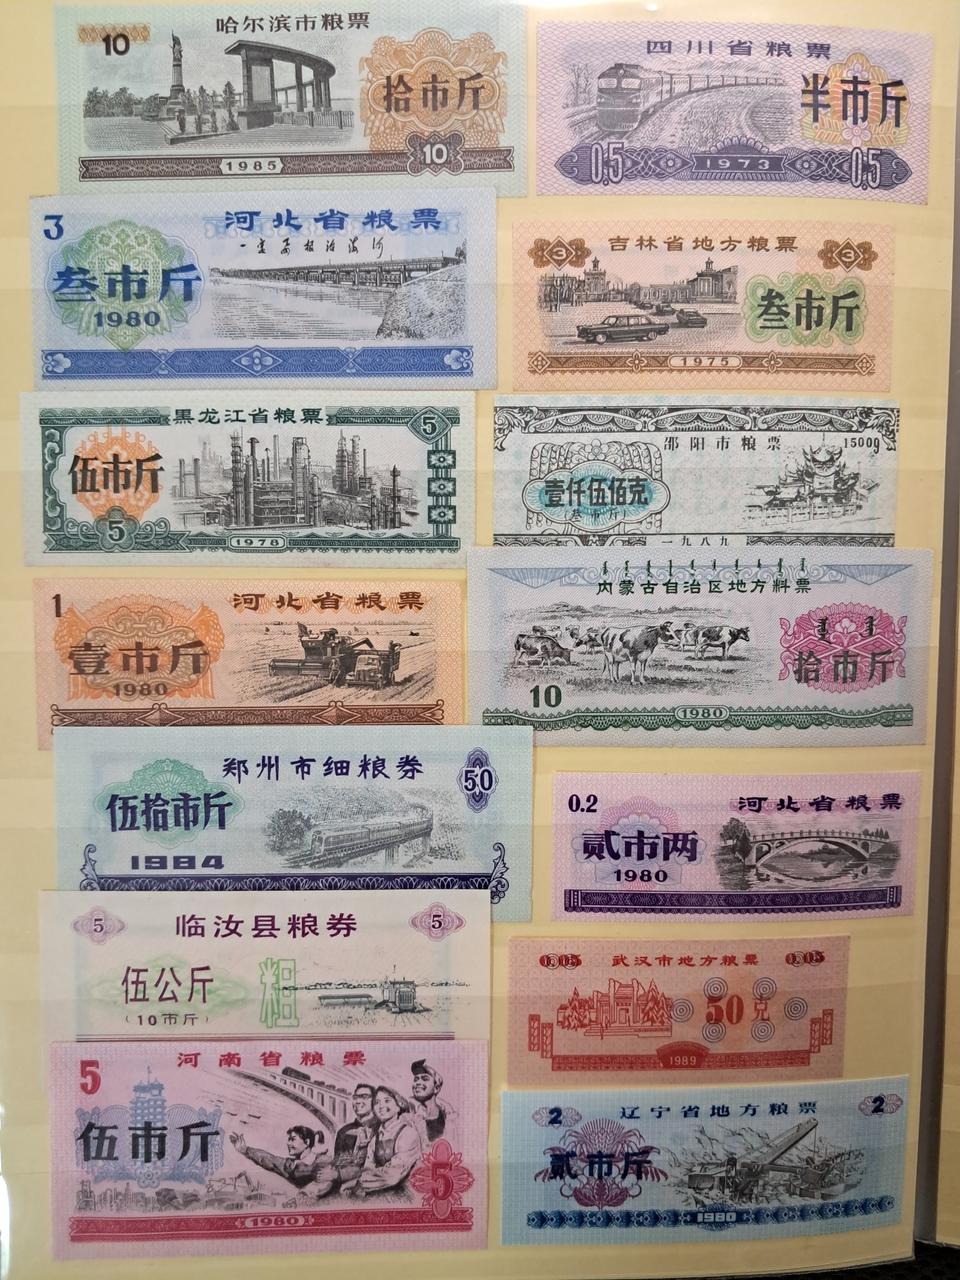 哈尔滨市粮票
10
拾市斤
10
1985
四川省粮票
半市斤
0.5
1973
0.5
3
河北省粮票
一定要根治海河
叁市斤
1980
吉林省地方粮票
3
3
叁市斤
1975
黑龙江省粮票
5
伍市斤
5
1978
邵阳市粮票
1500g
壹仟伍佰克
(叁市斤)
一九八九
1
河北省粮票
壹市斤
1980
内蒙古自治区地方料票
拾市斤
10
1980
郑州市细粮券
50
伍拾市斤
1984
0.2
河北省粮票
贰市两
1980
5
临汝县粮券
5
伍公斤
(10市斤)
粗
武汉市地方粮票
50克
1989
5
河南省粮票
伍市斤
5
1980
2
辽宁省地方粮票
2
贰市斤
1980